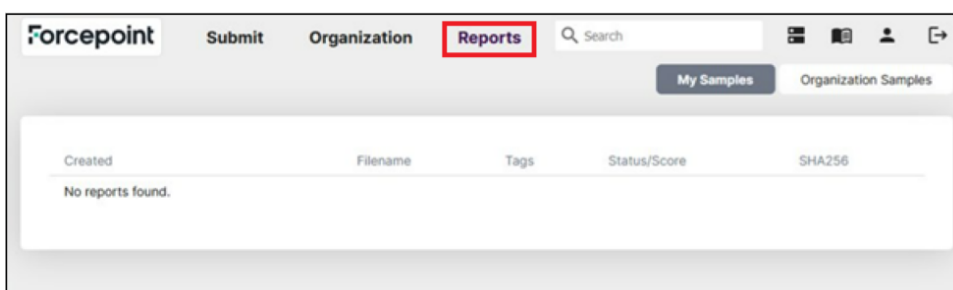 Forcepoint Submit Organization Reports Search
My Samples Organization Samples
Created Filename Tags Status/Score SHA256
No reports found.